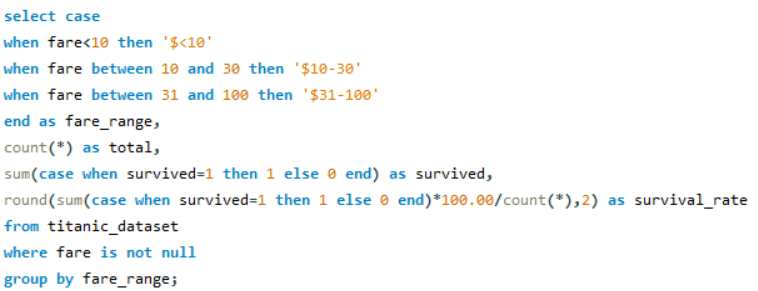 select case
when fare<10 then '$<10'
when fare between 10 and 30 then '$10-30'
when fare between 31 and 100 then '$31-100'
end as fare_range,
count(*) as total,
sum(case when survived=1 then 1 else 0 end) as survived,
round(sum(case when survived=1 then 1 else 0 end)*100.00/count(*),2) as survival_rate
from titanic_dataset
where fare is not null
group by fare_range;